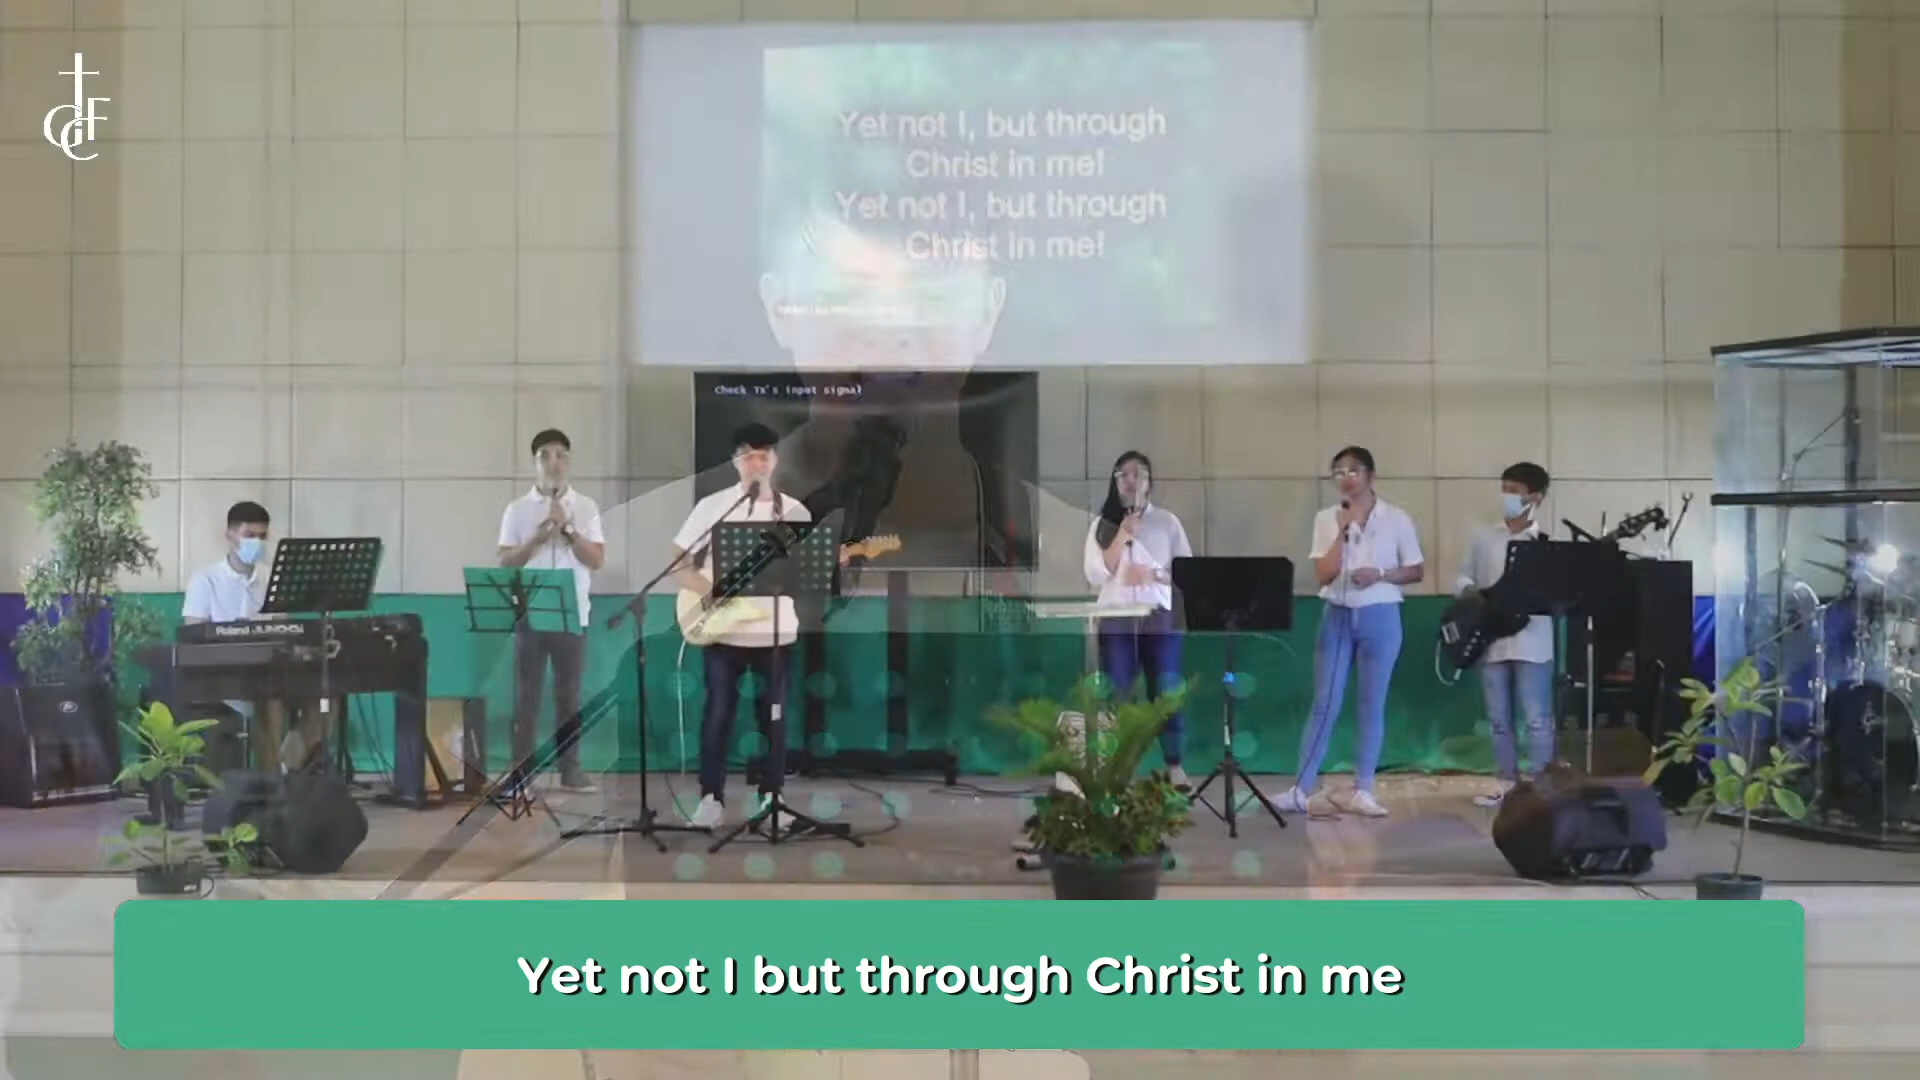 Yet not I, but through
Christ in me!
Yet not I, but through
Christ in me!
Check TX's input signal
Roland JUNO-Di
Yet not I but through Christ in me